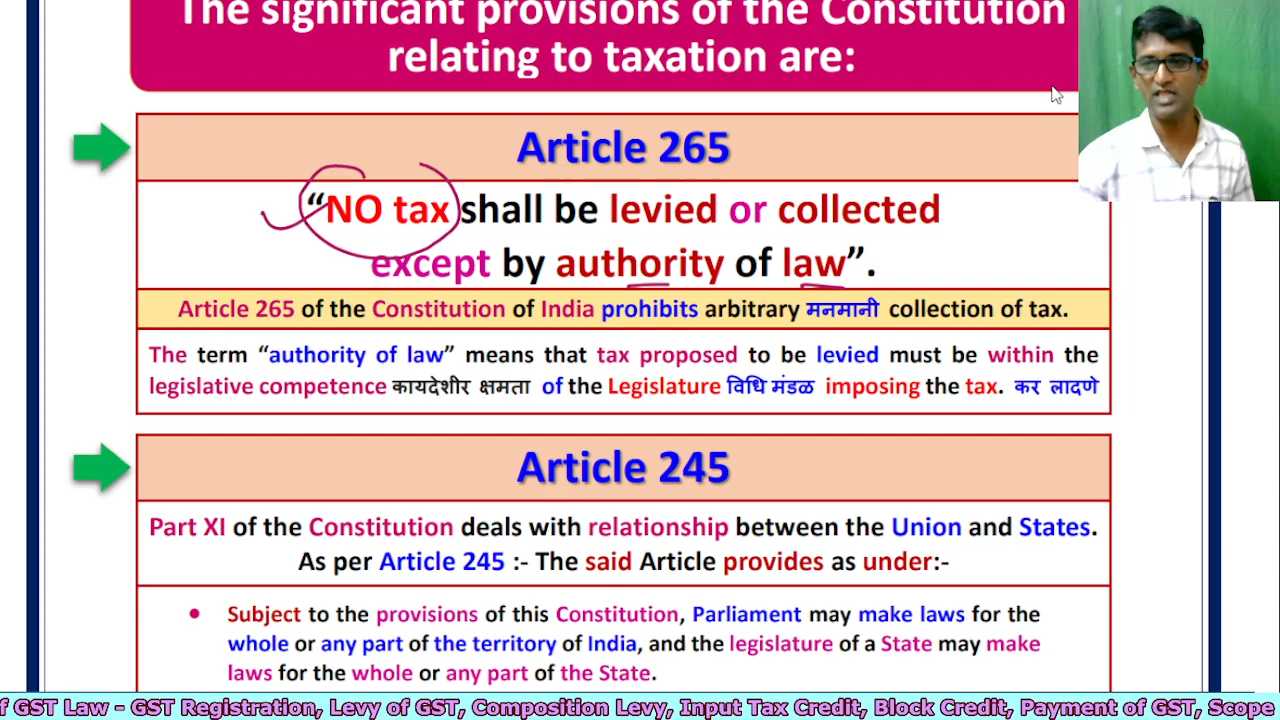 The significant provisions of the Constitution
relating to taxation are:
Article 265
“NO tax shall be levied or collected
except by authority of law”.
Article 265 of the Constitution of India prohibits arbitrary मनमानी collection of tax.
The term “authority of law” means that tax proposed to be levied must be within the
legislative competence कायदेशीर क्षमता of the Legislature विधि मंडळ imposing the tax. कर लादणे
Article 245
Part XI of the Constitution deals with relationship between the Union and States.
As per Article 245 :- The said Article provides as under:-
• Subject to the provisions of this Constitution, Parliament may make laws for the
whole or any part of the territory of India, and the legislature of a State may make
laws for the whole or any part of the State.
of GST Law - GST Registration, Levy of GST, Composition Levy, Input Tax Credit, Block Credit, Payment of GST, Scope